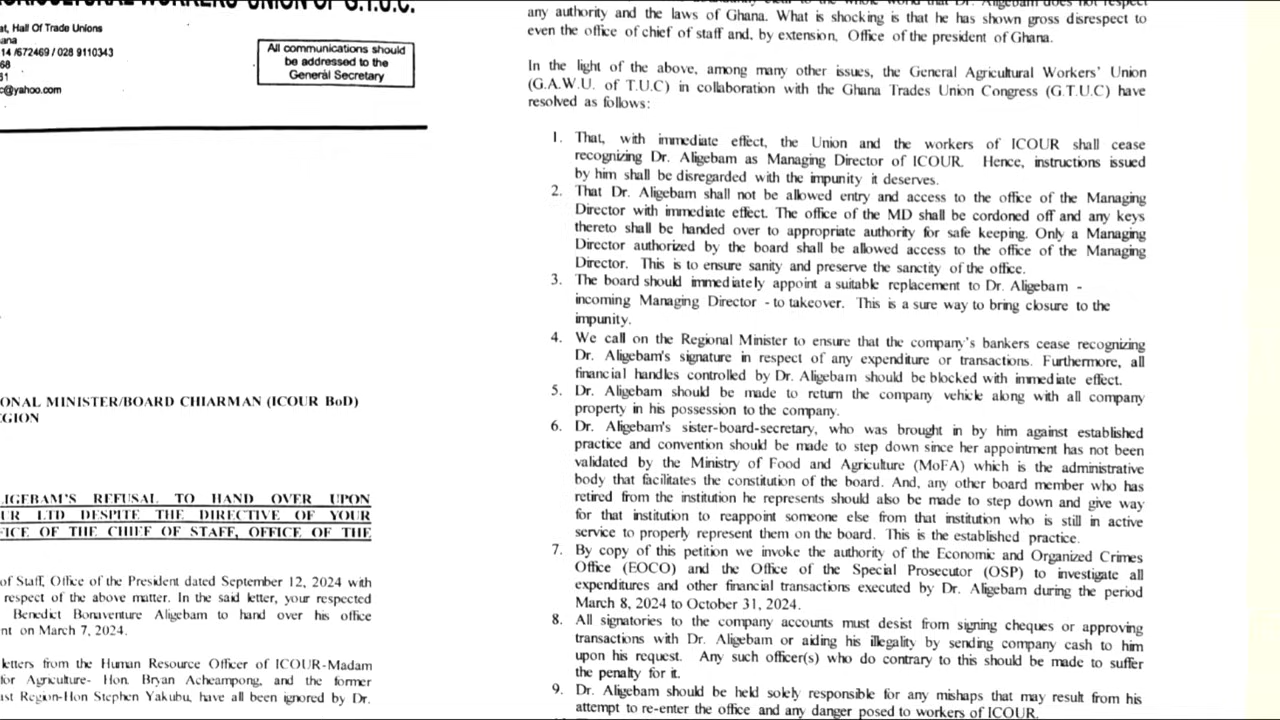 WORKERS' UNION OF G.T.U.C.
at, Hall Of Trade Unions
ana
14 /672469 / 028 9110343
68
31
c@yahoo.com
All communications should
be addressed to the
General Secretary
ONAL MINISTER/BOARD CHIARMAN (ICOUR BoD)
EGION
LIGEBAM'S REFUSAL TO HAND OVER UPON
UR LTD DESPITE THE DIRECTIVE OF YOUR
FICE OF THE CHIEF OF STAFF, OFFICE OF THE
of Staff, Office of the President dated September 12, 2024 with
respect of the above matter. In the said letter, your respected
Benedict Bonaventure Aligebam to hand over his office
nt on March 7, 2024.
letters from the Human Resource Officer of ICOUR-Madam
for Agriculture- Hon. Bryan Acheampong, and the former
ast Region-Hon Stephen Yakubu, have all been ignored by Dr.
clear to the whole world that Dr. Aligebam does not respect
any authority and the laws of Ghana. What is shocking is that he has shown gross disrespect to
even the office of chief of staff and, by extension, Office of the president of Ghana.
In the light of the above, among many other issues, the General Agricultural Workers' Union
(G.A.W.U. of T.U.C) in collaboration with the Ghana Trades Union Congress (G.T.U.C) have
resolved as follows:
1. That, with immediate effect, the Union and the workers of ICOUR shall cease
recognizing Dr. Aligebam as Managing Director of ICOUR. Hence, instructions issued
by him shall be disregarded with the impunity it deserves.
2. That Dr. Aligebam shall not be allowed entry and access to the office of the Managing
Director with immediate effect. The office of the MD shall be cordoned off and any keys
thereto shall be handed over to appropriate authority for safe keeping. Only a Managing
Director authorized by the board shall be allowed access to the office of the Managing
Director. This is to ensure sanity and preserve the sanctity of the office.
3. The board should immediately appoint a suitable replacement to Dr. Aligebam -
incoming Managing Director - to takeover. This is a sure way to bring closure to the
impunity.
4. We call on the Regional Minister to ensure that the company's bankers cease recognizing
Dr. Aligebam's signature in respect of any expenditure or transactions. Furthermore, all
financial handles controlled by Dr. Aligebam should be blocked with immediate effect.
5. Dr. Aligebam should be made to return the company vehicle along with all company
property in his possession to the company.
6. Dr. Aligebam's sister-board-secretary, who was brought in by him against established
practice and convention should be made to step down since her appointment has not been
validated by the Ministry of Food and Agriculture (MoFA) which is the administrative
body that facilitates the constitution of the board. And, any other board member who has
retired from the institution he represents should also be made to step down and give way
for that institution to reappoint someone else from that institution who is still in active
service to properly represent them on the board. This is the established practice.
7. By copy of this petition we invoke the authority of the Economic and Organized Crimes
Office (EOCO) and the Office of the Special Prosecutor (OSP) to investigate all
expenditures and other financial transactions executed by Dr. Aligebam during the period
March 8, 2024 to October 31, 2024.
8. All signatories to the company accounts must desist from signing cheques or approving
transactions with Dr. Aligebam or aiding his illegality by sending company cash to him
upon his request. Any such officer(s) who do contrary to this should be made to suffer
the penalty for it.
9. Dr. Aligebam should be held solely responsible for any mishaps that may result from his
attempt to re-enter the office and any danger posed to workers of ICOUR.